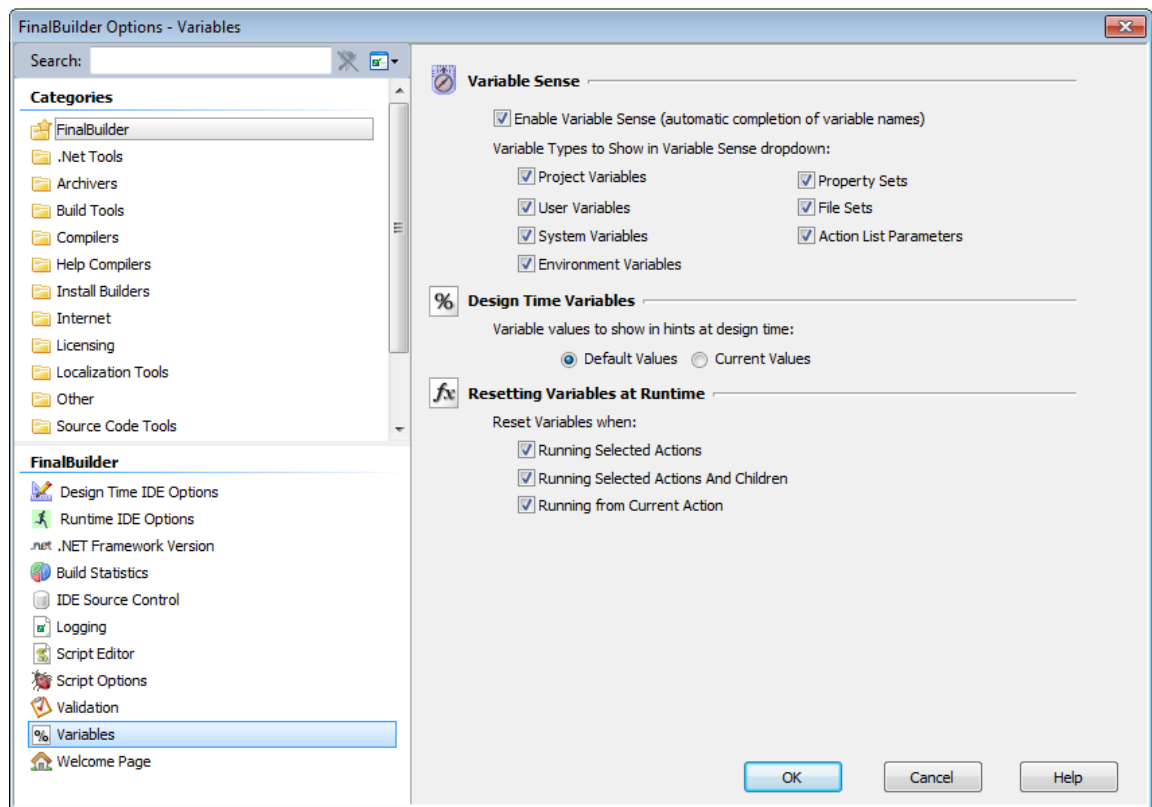 FinalBuilder Options - Variables
Search:
Categories
FinalBuilder
.Net Tools
Archivers
Build Tools
Compilers
Help Compilers
Install Builders
Internet
Licensing
Localization Tools
Other
Source Code Tools
FinalBuilder
Design Time IDE Options
Runtime IDE Options
.net .NET Framework Version
Build Statistics
IDE Source Control
Logging
Script Editor
Script Options
Validation
% Variables
Welcome Page
Variable Sense
Enable Variable Sense (automatic completion of variable names)
Variable Types to Show in Variable Sense dropdown:
Project Variables
Property Sets
User Variables
File Sets
System Variables
Action List Parameters
Environment Variables
% Design Time Variables
Variable values to show in hints at design time:
Default Values Current Values
fx Resetting Variables at Runtime
Reset Variables when:
Running Selected Actions
Running Selected Actions And Children
Running from Current Action
OK Cancel Help